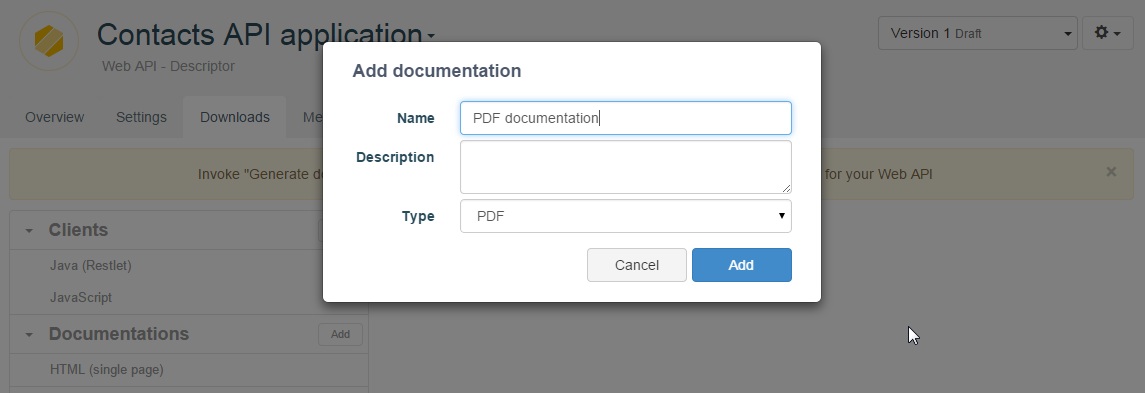 Contacts API application
Web API - Descriptor
Version 1 Draft
Overview Settings Downloads Me
Invoke "Generate do for your Web API ×
Clients
Java (Restlet)
JavaScript
Documentations Add
HTML (single page)
Add documentation
Name PDF documentation
Description
Type PDF
Cancel Add